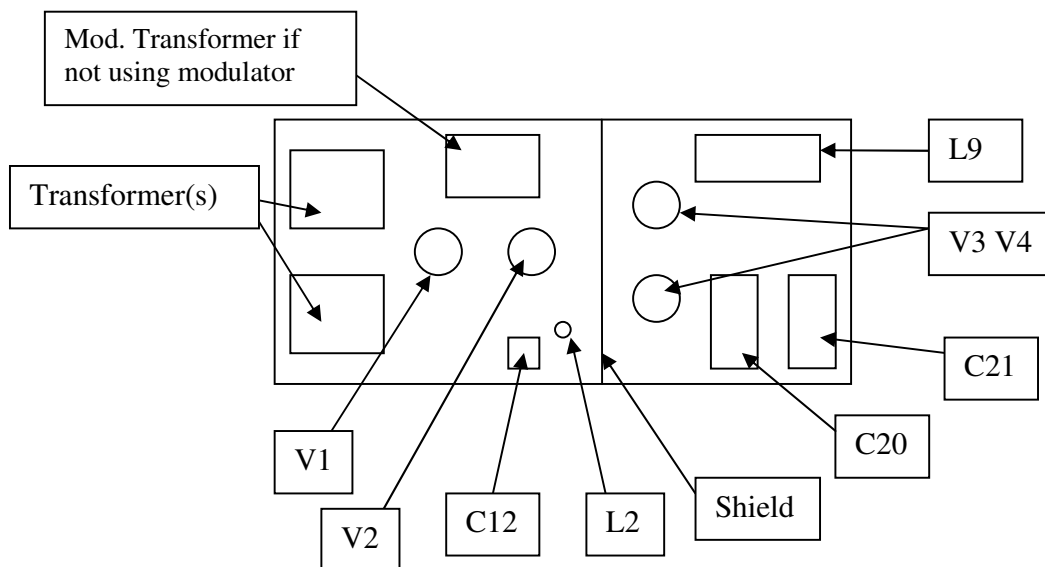 Mod. Transformer if
not using modulator
L9
Transformer(s)
V3 V4
C21
C20
V1
Shield
C12
L2
V2